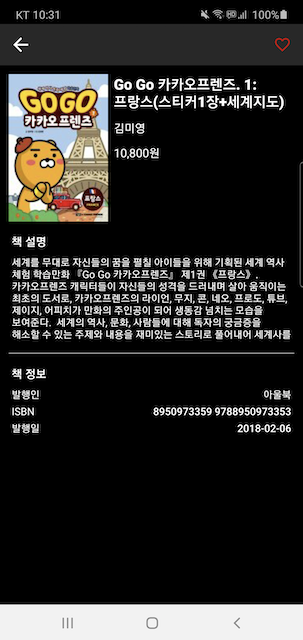 KT 10:31
100%
Go Go 카카오프렌즈. 1:
프랑스(스티커1장+세계지도)
김미영
10,800원
GOGO
카카오프렌즈
1
프랑스
FRANCE
책 설명
세계를 무대로 자신들의 꿈을 펼칠 아이들을 위해 기획된 세계 역사
체험 학습만화 『Go Go 카카오프렌즈』 제1권 《프랑스》.
카카오프렌즈 캐릭터들이 자신들의 성격을 드러내며 살아 움직이는
최초의 도서로, 카카오프렌즈의 라이언, 무지, 콘, 네오, 프로도, 튜브,
제이지, 어피치가 만화의 주인공이 되어 생동감 넘치는 모습을
보여준다. 세계의 역사, 문화, 사람들에 대해 독자의 궁금증을
해소할 수 있는 주제와 내용을 재미있는 스토리로 풀어내어 세계사를
책 정보
발행인 아울북
ISBN 8950973359 9788950973353
발행일 2018-02-06